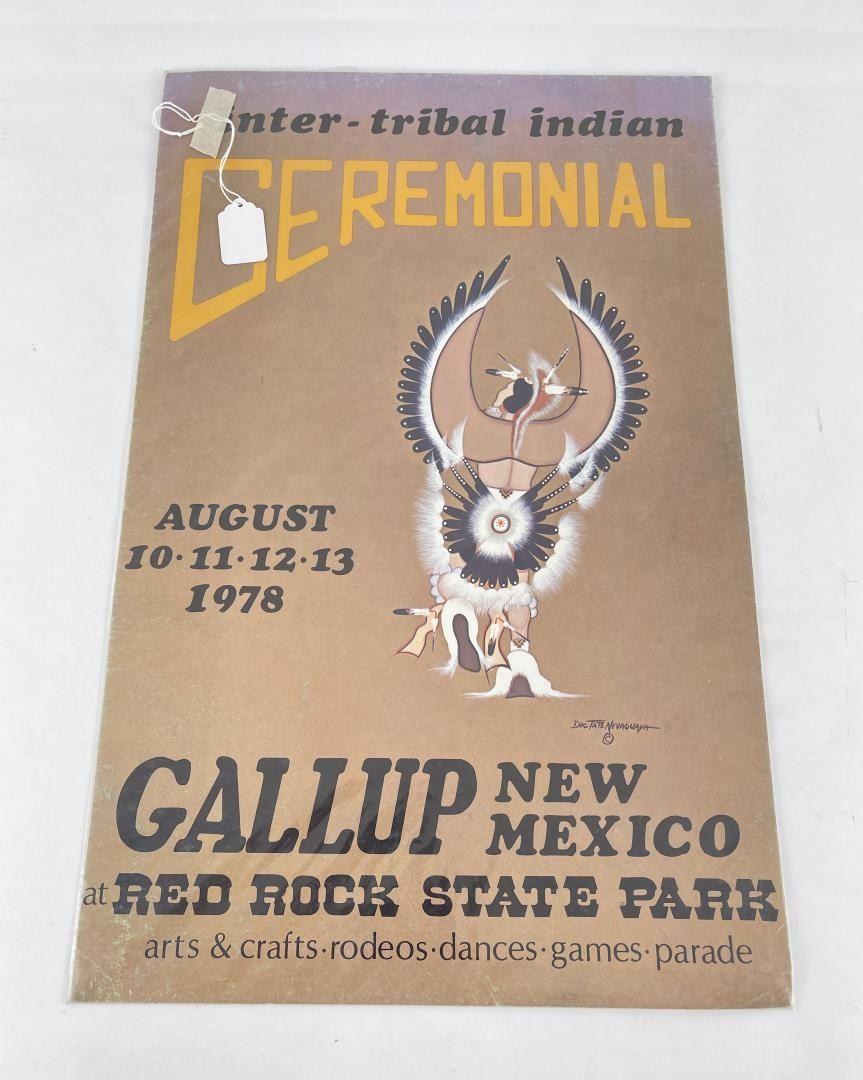 inter-tribal indian
CEREMONIAL
AUGUST
10·11·12·13
1978
Doc Tate Nevaquaya
©
GALLUP NEW MEXICO
at RED ROCK STATE PARK
arts & crafts·rodeos·dances·games·parade